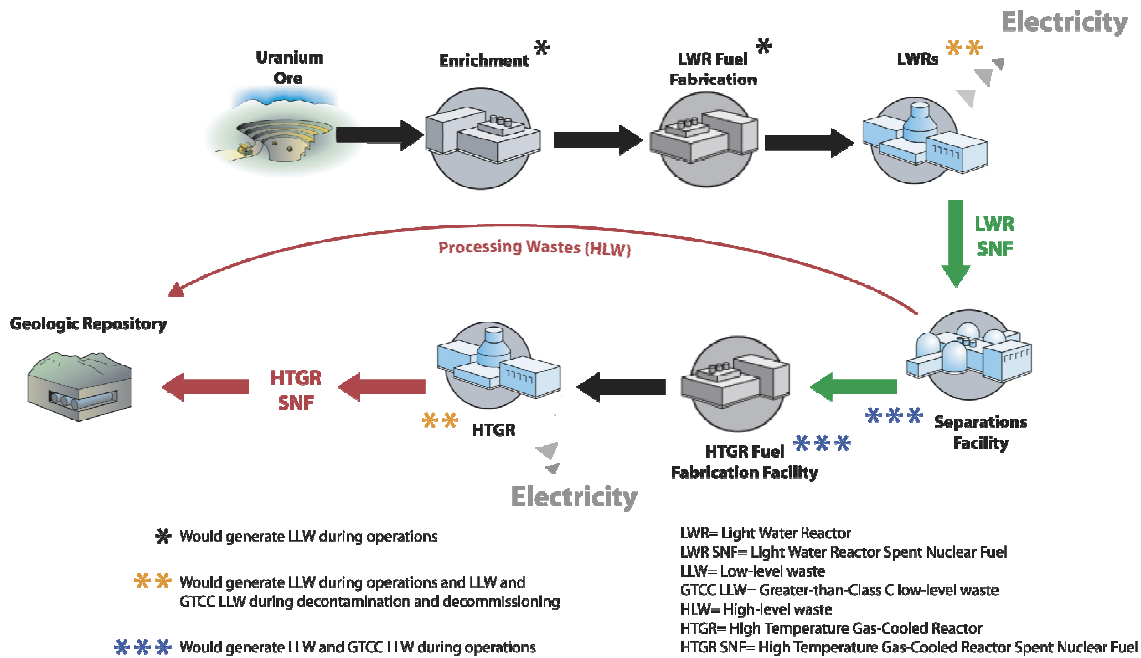 Electricity
Uranium
Ore
Enrichment *
LWR Fuel *
Fabrication
LWRs **
LWR
SNF
Processing Wastes (HLW)
Geologic Repository
HTGR
SNF
**
HTGR
***
Separations
Facility
HTGR Fuel ***
Fabrication Facility
Electricity
* Would generate LLW during operations
** Would generate LLW during operations and LLW and
GTCC LLW during decontamination and decommissioning
*** Would generate LLW and GTCC LLW during operations
LWR= Light Water Reactor
LWR SNF= Light Water Reactor Spent Nuclear Fuel
LLW= Low-level waste
GTCC LLW= Greater-than-Class C low-level waste
HLW= High-level waste
HTGR= High Temperature Gas-Cooled Reactor
HTGR SNF= High Temperature Gas-Cooled Reactor Spent Nuclear Fuel